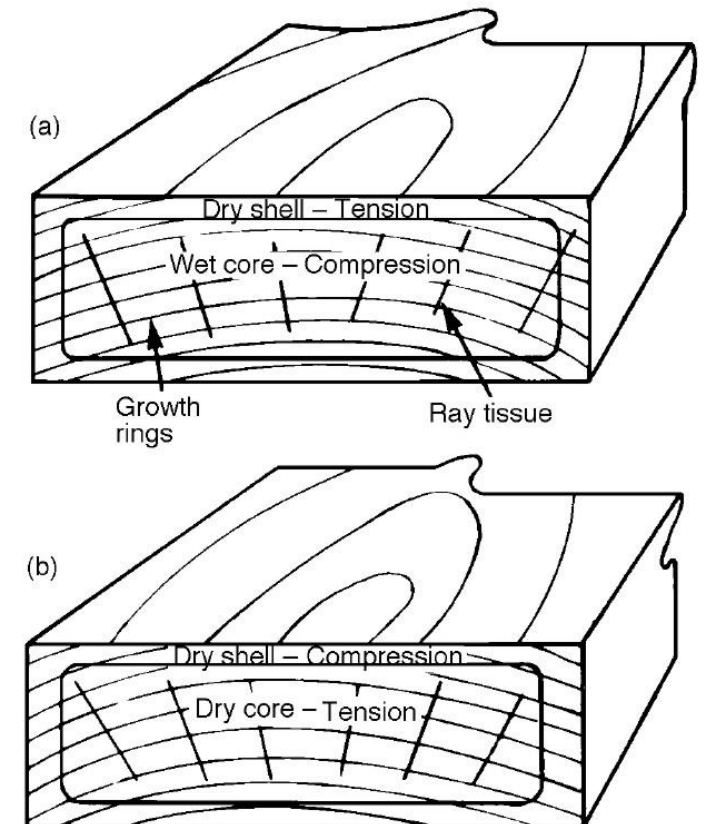 (a)
Dry shell – Tension
Wet core – Compression
Growth
rings
Ray tissue
(b)
Dry shell – Compression
Dry core – Tension